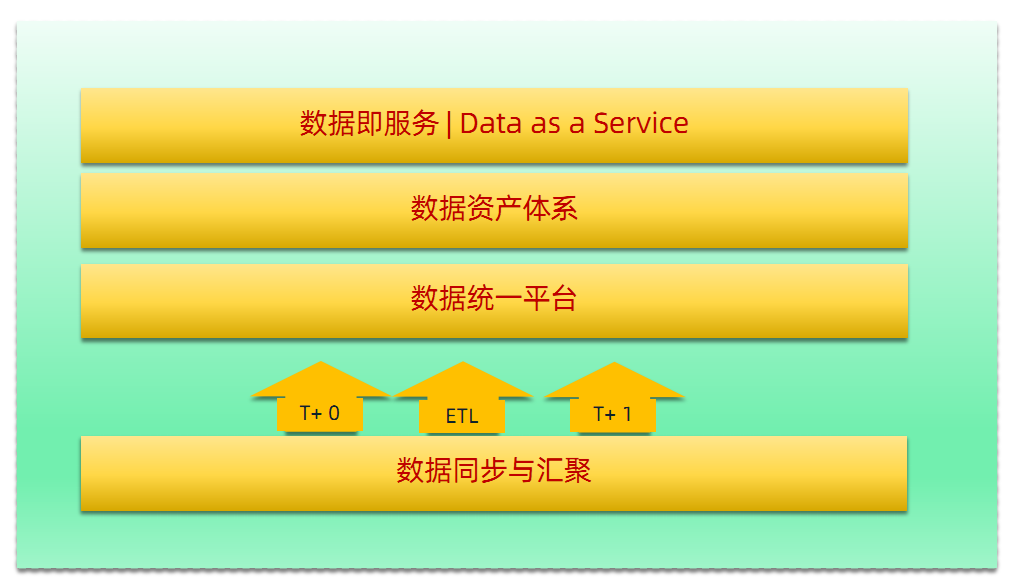 数据即服务 | Data as a Service
数据资产体系
数据统一平台
T+ 0
ETL
T+ 1
数据同步与汇聚